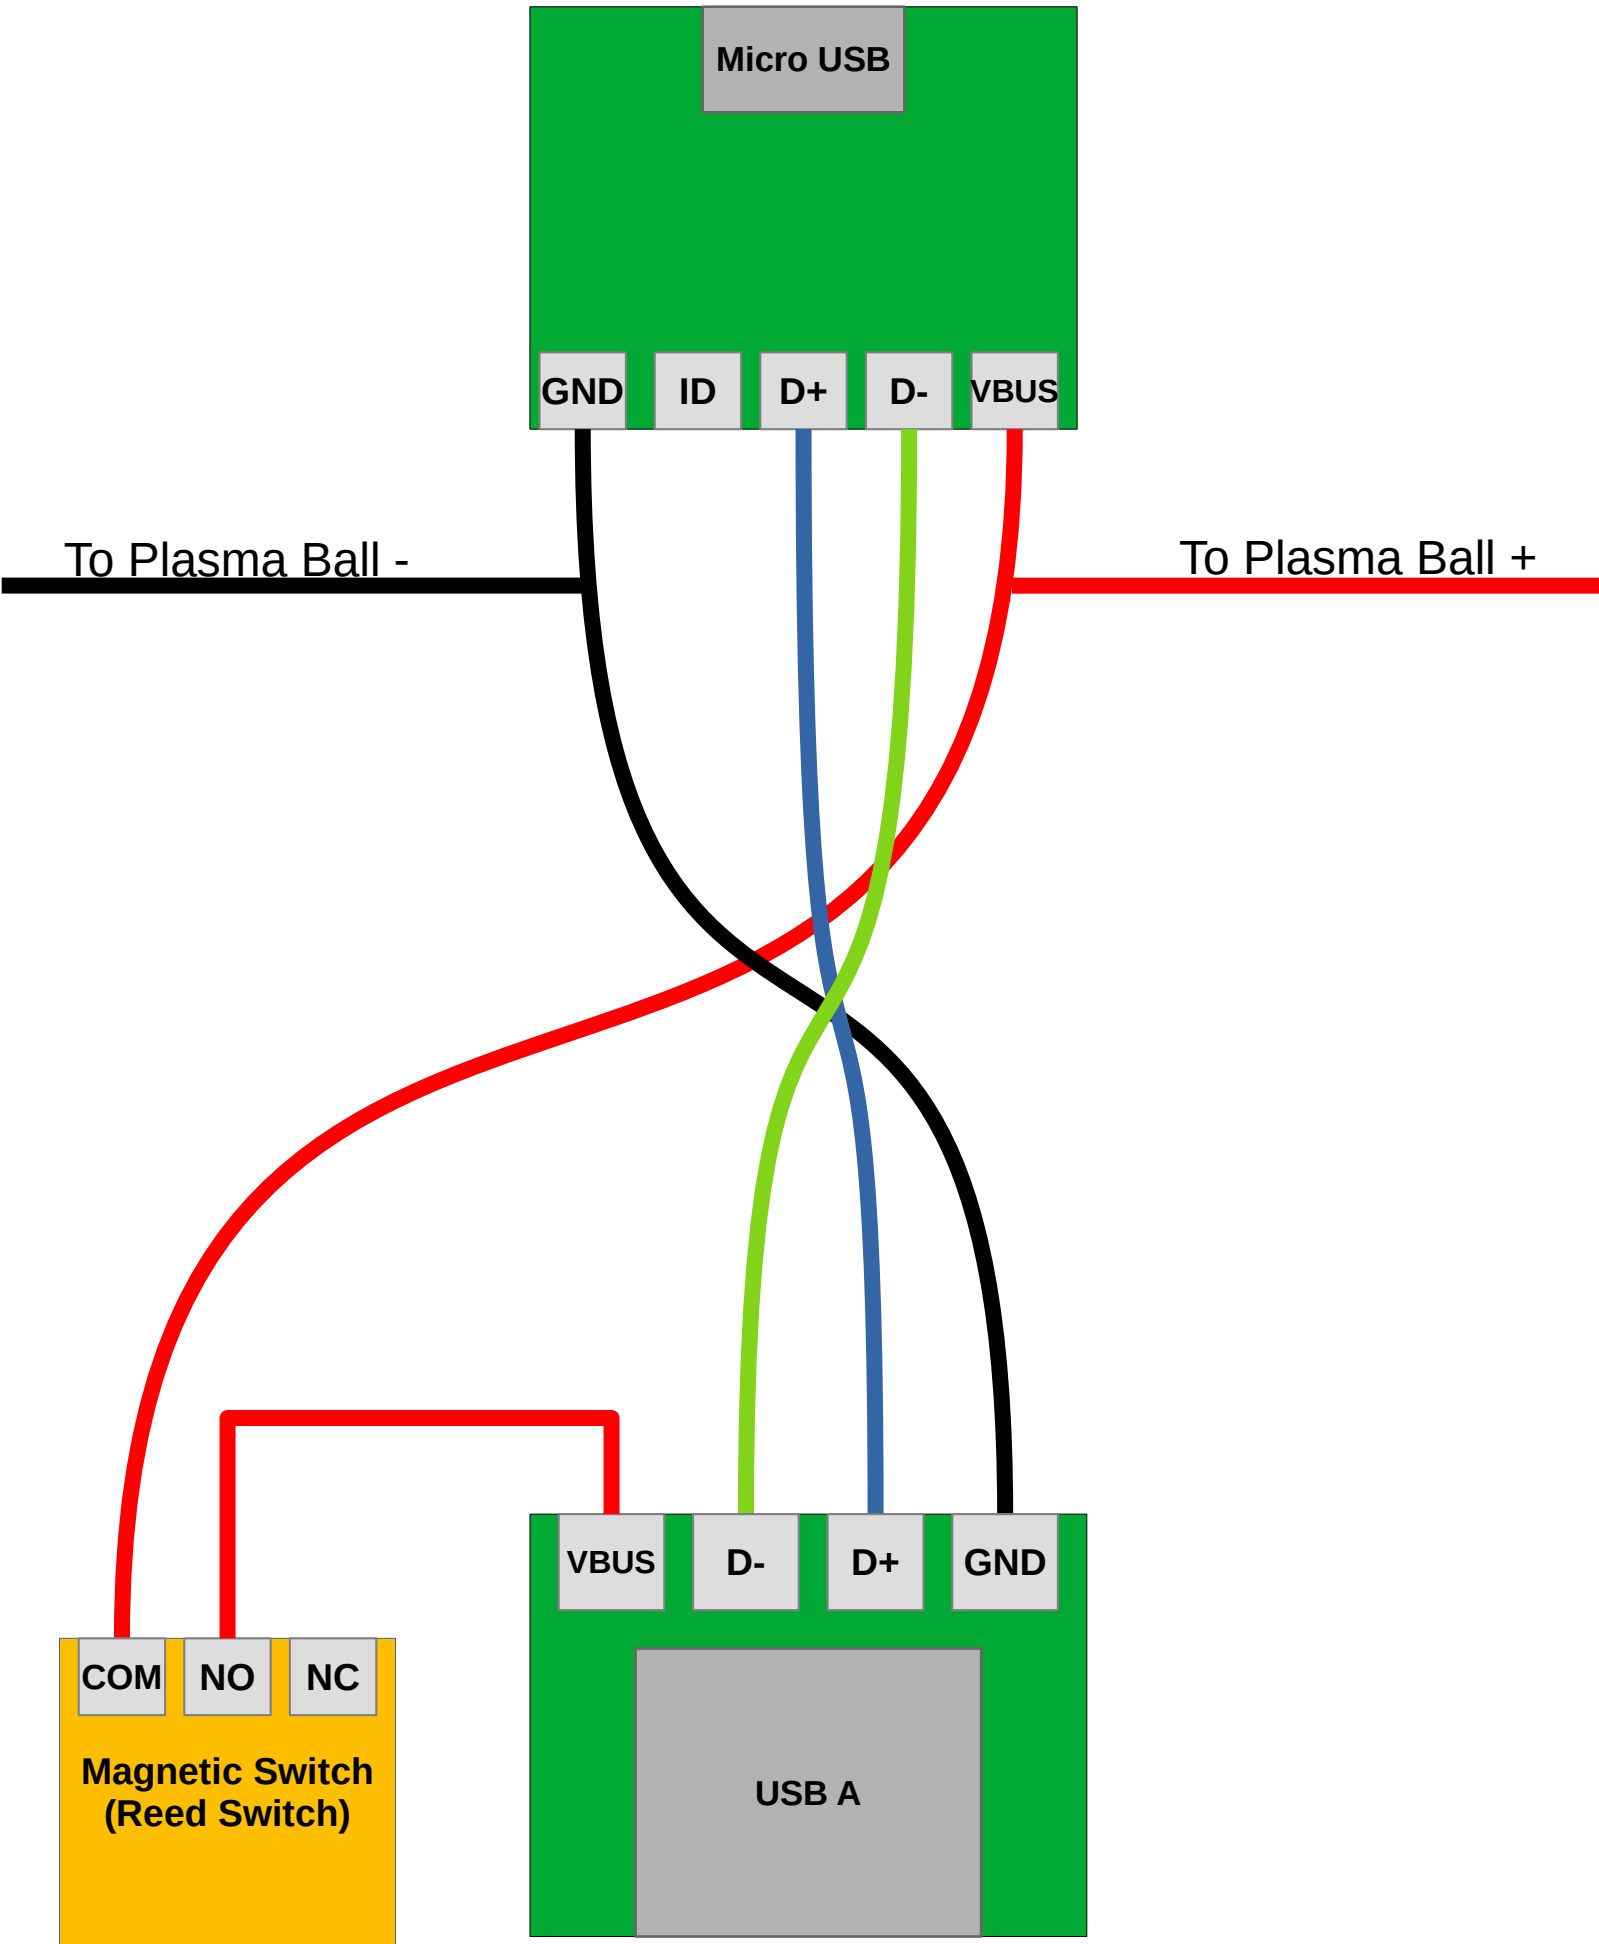 Micro USB
GND
ID
D+
D-
VBUS
To Plasma Ball -
To Plasma Ball +
VBUS
D-
D+
GND
COM
NO
NC
Magnetic Switch
(Reed Switch)
USB A